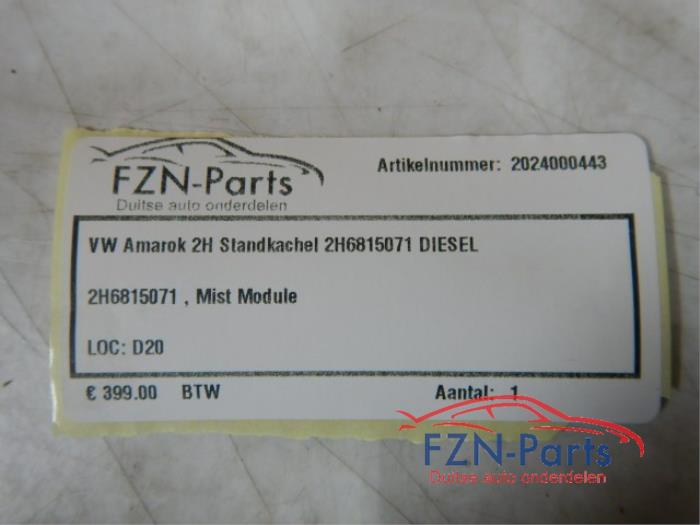 FZN-Parts
Duitse auto onderdelen
Artikelnummer: 2024000443
VW Amarok 2H Standkachel 2H6815071 DIESEL
2H6815071 , Mist Module
LOC: D20
€ 399.00 BTW Aantal: 1
FZN-Parts
Duitse auto onderdelen